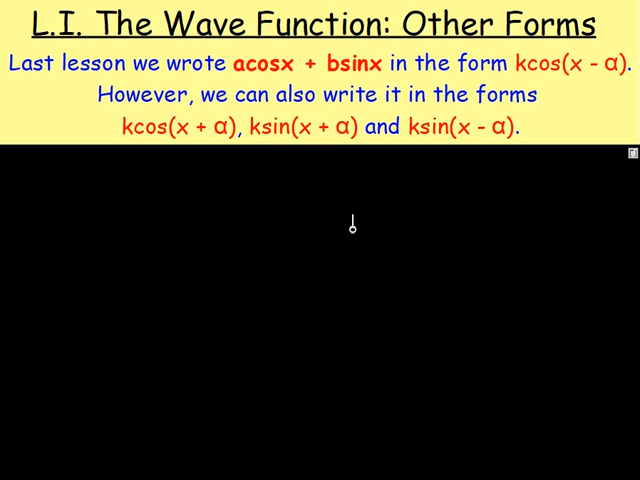 L.I. The Wave Function: Other Forms
Last lesson we wrote acosx + bsinx in the form kcos(x - α).
However, we can also write it in the forms
kcos(x + α), ksin(x + α) and ksin(x - α).